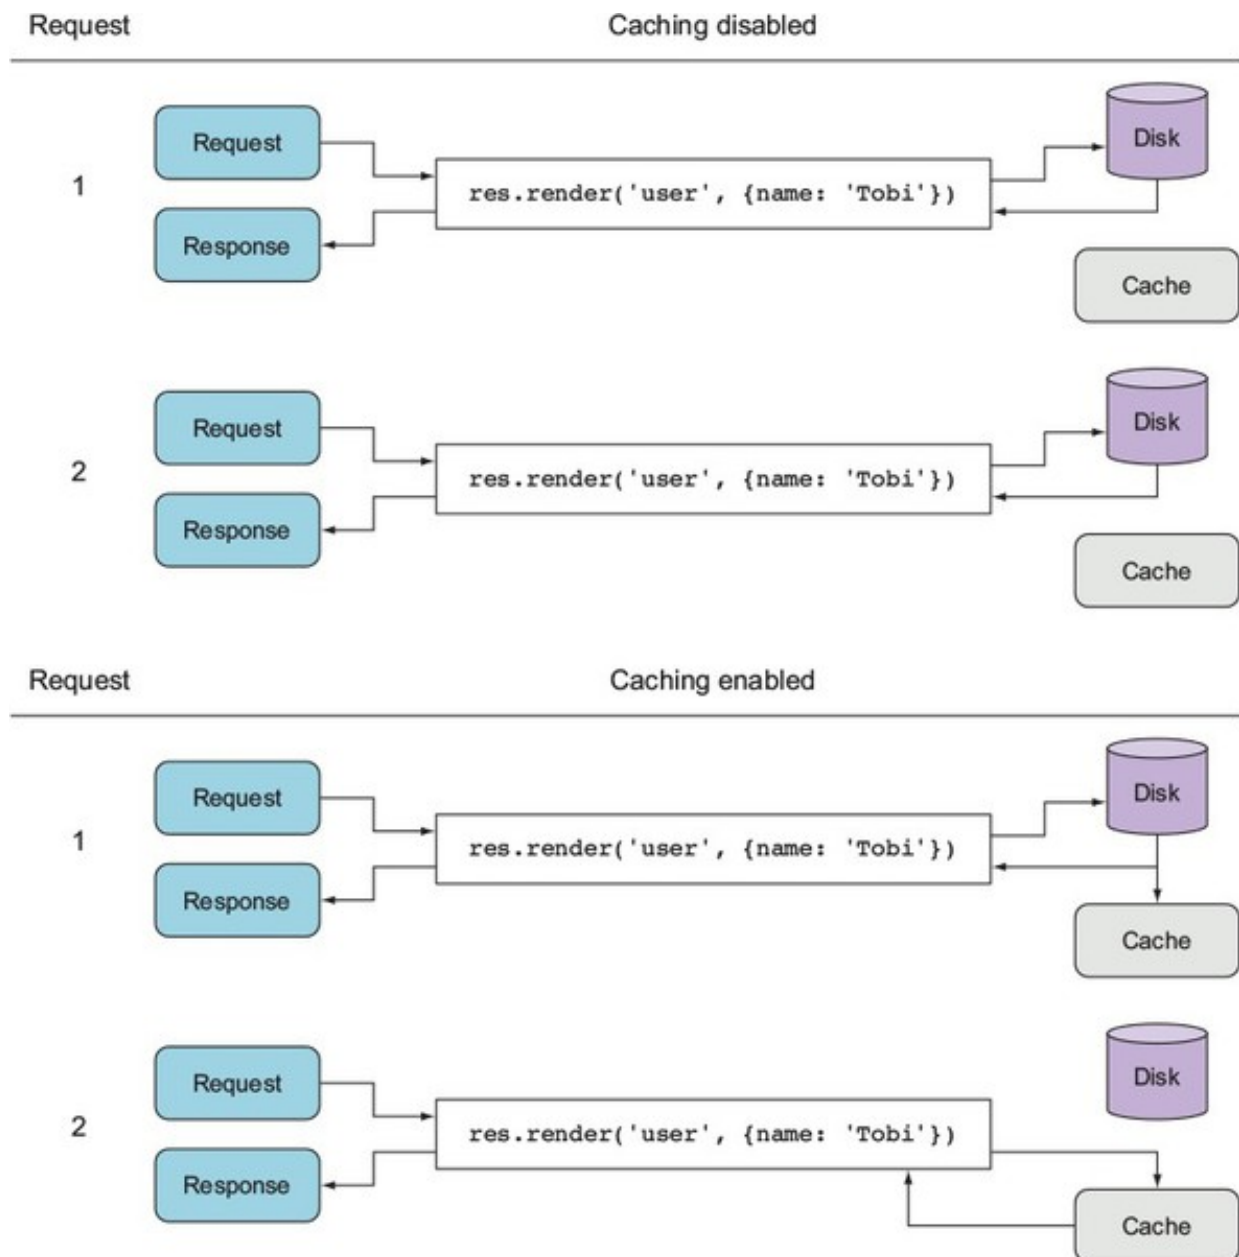 Request Caching disabled
Request
Disk
1
res.render('user', {name: 'Tobi'})
Response
Cache
Request
Disk
2
res.render('user', {name: 'Tobi'})
Response
Cache
Request Caching enabled
Request
Disk
1
res.render('user', {name: 'Tobi'})
Response
Cache
Request
Disk
2
res.render('user', {name: 'Tobi'})
Response
Cache